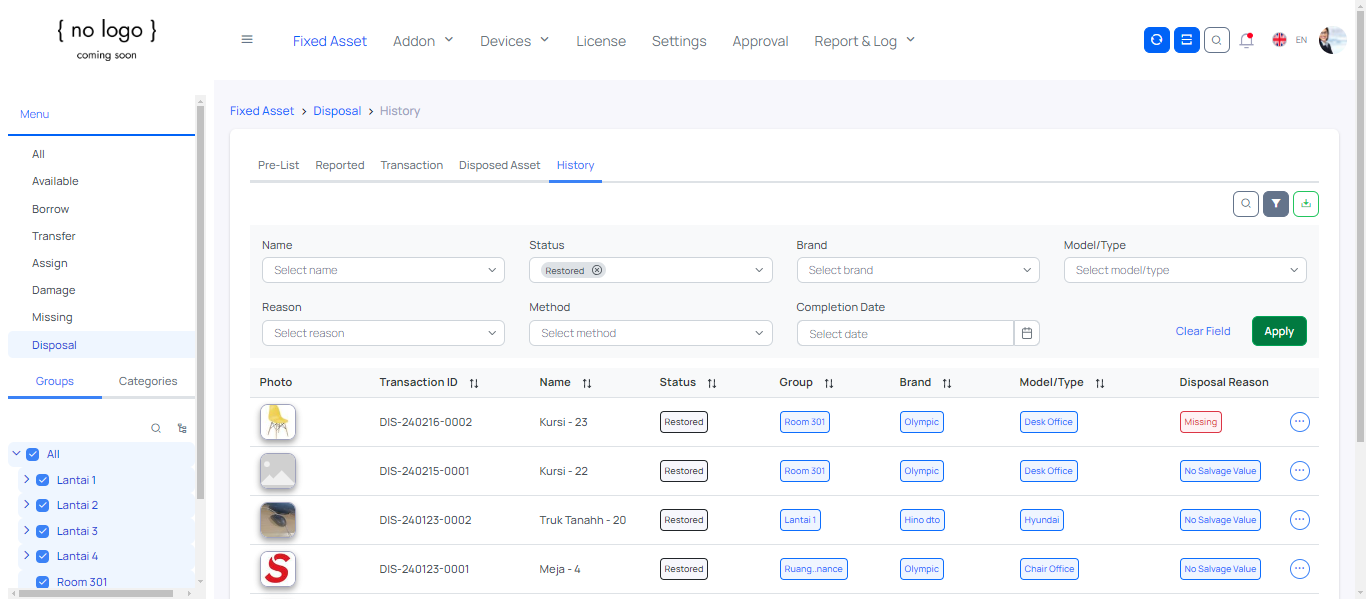 { no logo }
coming soon
Fixed Asset Addon Devices License Settings Approval Report & Log EN
Menu
All
Available
Borrow
Transfer
Assign
Damage
Missing
Disposal
Groups Categories
All
Lantai 1
Lantai 2
Lantai 3
Lantai 4
Room 301
Fixed Asset > Disposal > History
Pre-List Reported Transaction Disposed Asset History
Name Status Brand Model/Type
Select name Restored Select brand Select model/type
Reason Method Completion Date
Select reason Select method Select date Clear Field Apply
Photo Transaction ID Name Status Group Brand Model/Type Disposal Reason
DIS-240216-0002 Kursi - 23 Restored Room 301 Olympic Desk Office Missing
DIS-240215-0001 Kursi - 22 Restored Room 301 Olympic Desk Office No Salvage Value
DIS-240123-0002 Truk Tanahh - 20 Restored Lantai 1 Hino dto Hyundai No Salvage Value
DIS-240123-0001 Meja - 4 Restored Ruang..nance Olympic Chair Office No Salvage Value